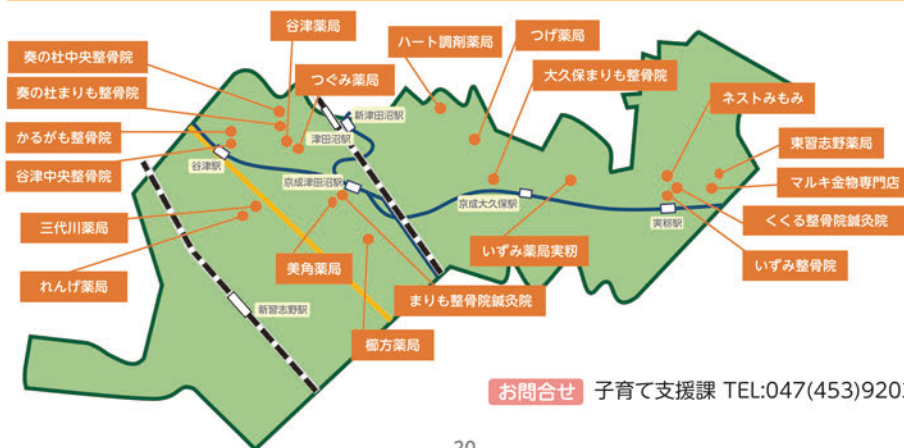 谷津薬局
つげ薬局
ハート調剤薬局
奏の杜中央整骨院
つぐみ薬局
大久保まりも整骨院
奏の杜まりも整骨院
ネストみもみ
新津田沼駅
かるがも整骨院
津田沼駅
東習志野薬局
谷津駅
谷津中央整骨院
京成津田沼駅
マルキ金物専門店
京成大久保駅
三代川薬局
実籾駅
くくる整骨院鍼灸院
いずみ薬局実籾
美角薬局
いずみ整骨院
れんげ薬局
まりも整骨院鍼灸院
新習志野駅
櫛方薬局
お問合せ 子育て支援課 TEL:047(453)920
20